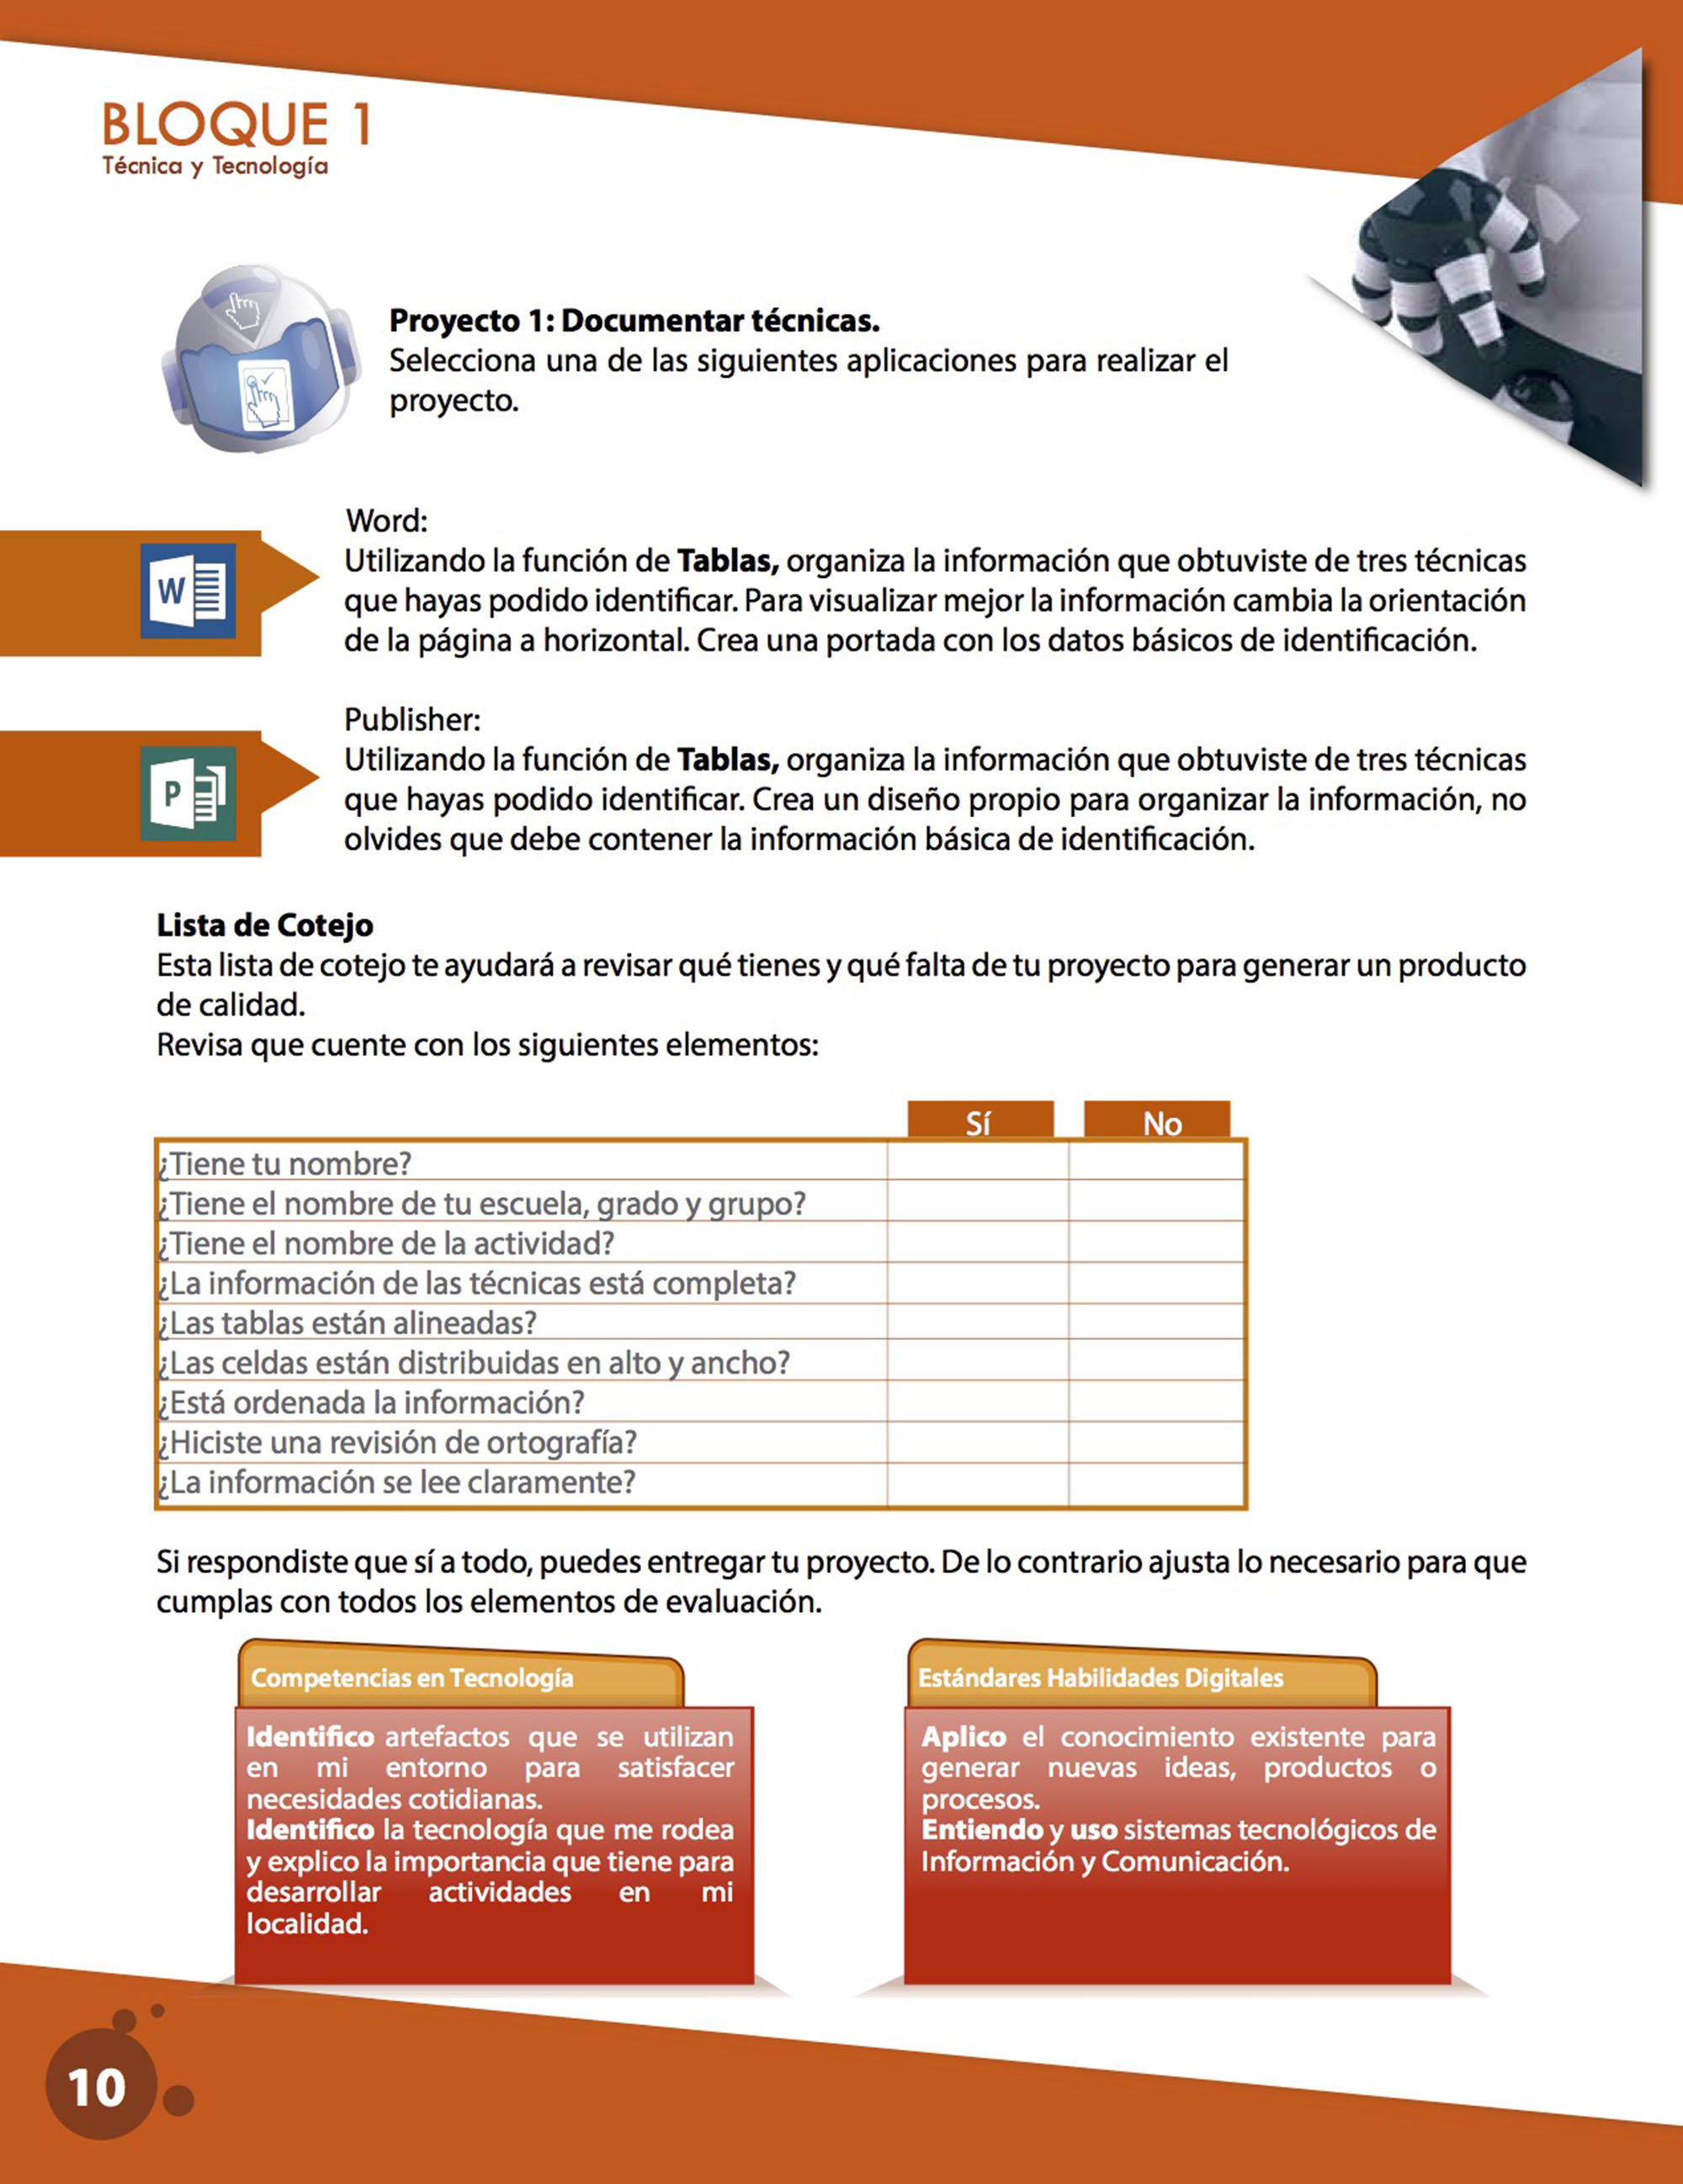 BLOQUE 1
Técnica y Tecnología
Proyecto 1: Documentar técnicas.
Selecciona una de las siguientes aplicaciones para realizar el
proyecto.
Word:
W
Utilizando la función de Tablas, organiza la información que obtuviste de tres técnicas
que hayas podido identificar. Para visualizar mejor la información cambia la orientación
de la página a horizontal. Crea una portada con los datos básicos de identificación.
Publisher:
P
Utilizando la función de Tablas, organiza la información que obtuviste de tres técnicas
que hayas podido identificar. Crea un diseño propio para organizar la información, no
olvides que debe contener la información básica de identificación.
Lista de Cotejo
Esta lista de cotejo te ayudará a revisar qué tienes y qué falta de tu proyecto para generar un producto
de calidad.
Revisa que cuente con los siguientes elementos:
Sí No
¿Tiene tu nombre?
¿Tiene el nombre de tu escuela, grado y grupo?
¿Tiene el nombre de la actividad?
¿La información de las técnicas está completa?
¿Las tablas están alineadas?
¿Las celdas están distribuidas en alto y ancho?
¿Está ordenada la información?
¿Hiciste una revisión de ortografía?
¿La información se lee claramente?
Si respondiste que sí a todo, puedes entregar tu proyecto. De lo contrario ajusta lo necesario para que
cumplas con todos los elementos de evaluación.
Competencias en Tecnología
Identifico artefactos que se utilizan
en mi entorno para satisfacer
necesidades cotidianas.
Identifico la tecnología que me rodea
y explico la importancia que tiene para
desarrollar actividades en mi
localidad.
Estándares Habilidades Digitales
Aplico el conocimiento existente para
generar nuevas ideas, productos o
procesos.
Entiendo y uso sistemas tecnológicos de
Información y Comunicación.
10